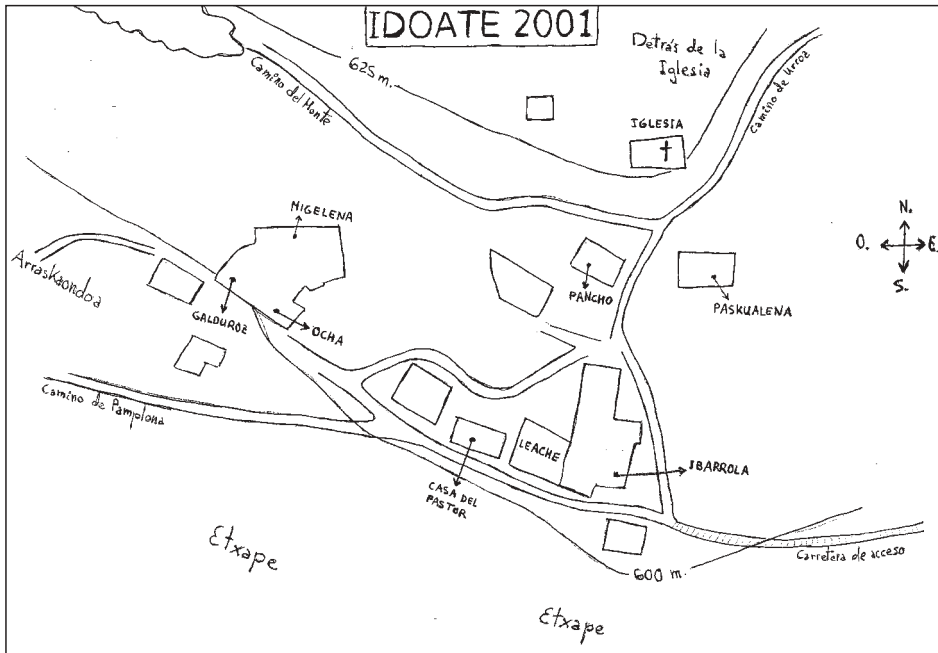 IDOATE 2001
Detrás de la
Iglesia
625 m.
Camino del Monte
Camino de Urroz
IGLESIA
MIGELENA
N.
O.
E.
S.
Arraskaondoa
PANCHO
PASKUALENA
GALDUROZ
OCHA
Camino de Pamplona
LEACHE
IBARROLA
CASA DEL
PASTOR
Etxape
Carretera de acceso
600 m.
Etxape